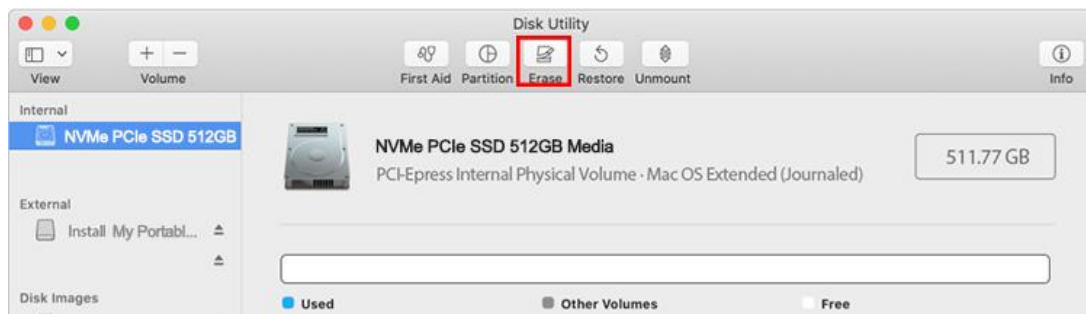 Disk Utility
View
Volume
First Aid Partition Erase Restore Unmount
Info
Internal
NVMe PCIe SSD 512GB
NVMe PCIe SSD 512GB Media
PCI-Epress Internal Physical Volume · Mac OS Extended (Journaled)
511.77 GB
External
Install My Portabl...
Disk Images
Used
Other Volumes
Free